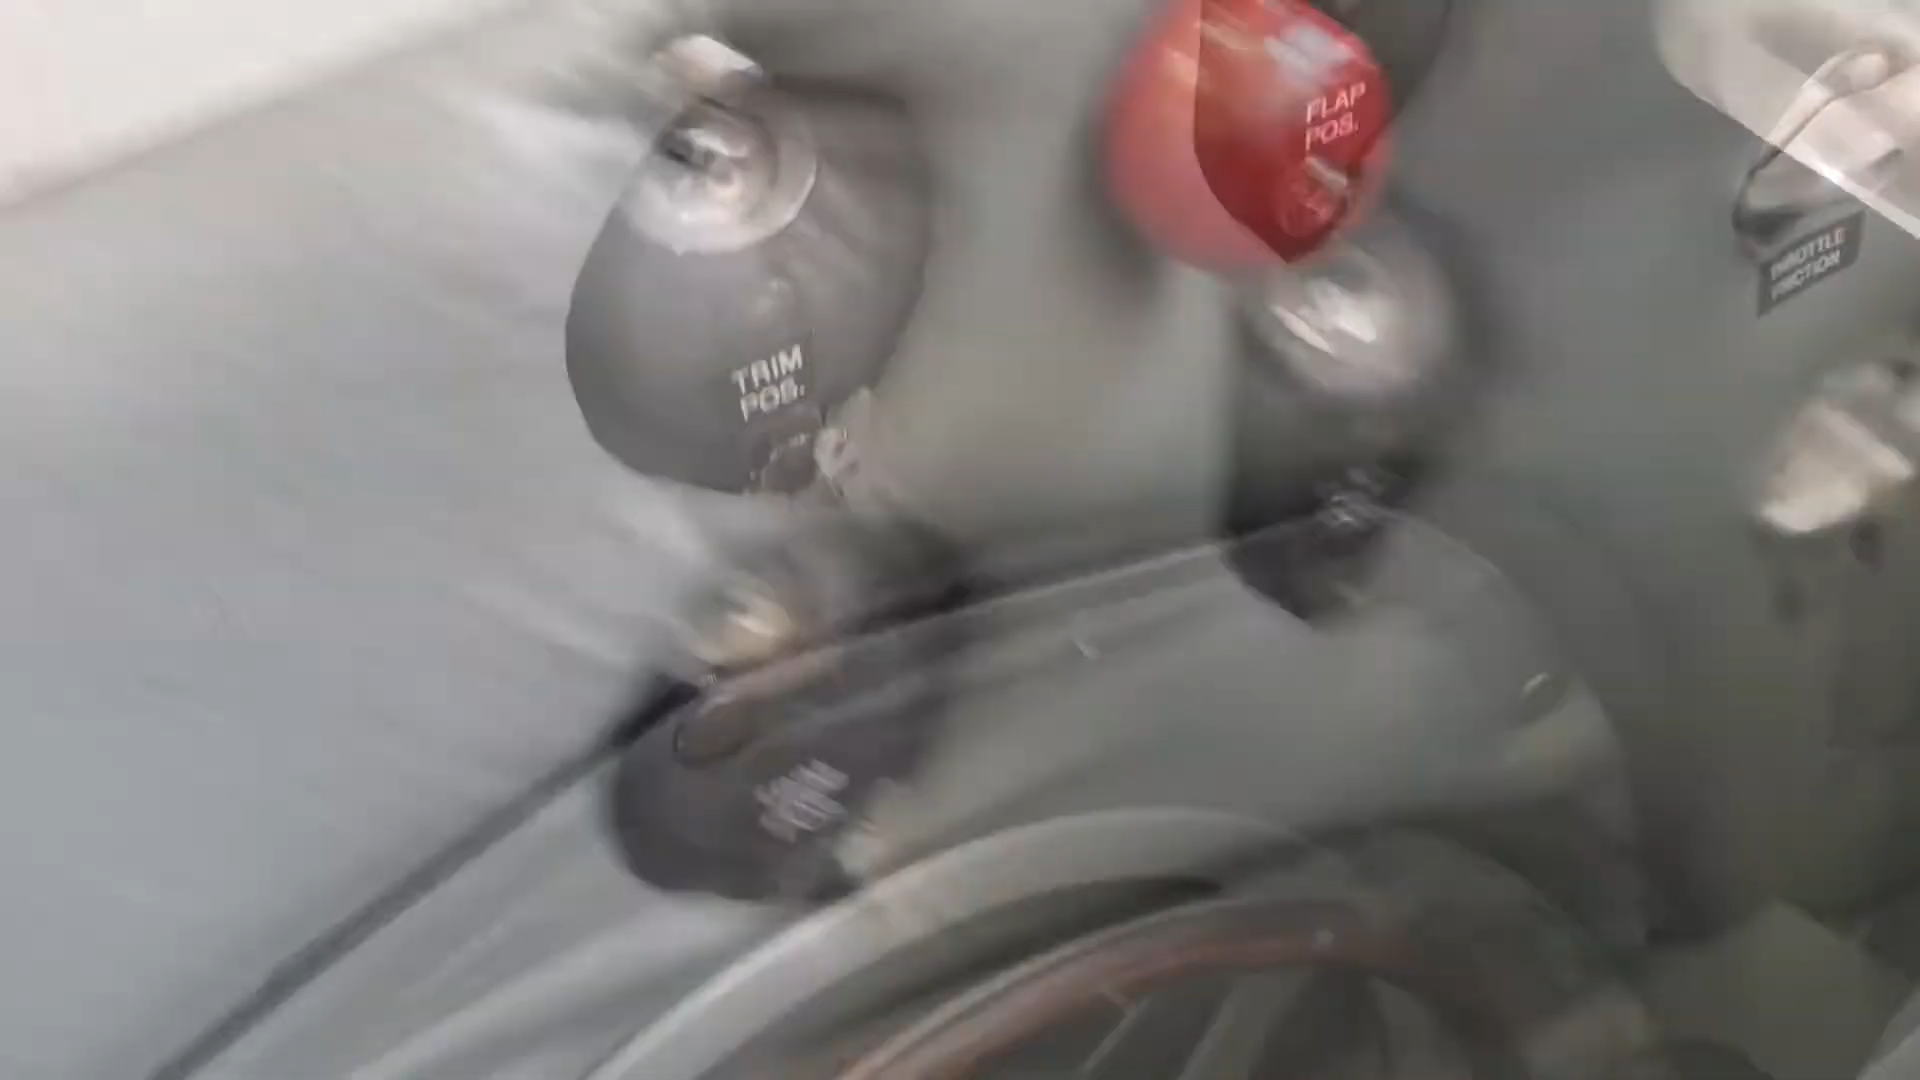 FLAP
POS.
THROTTLE
FRICTION
TRIM
POS.